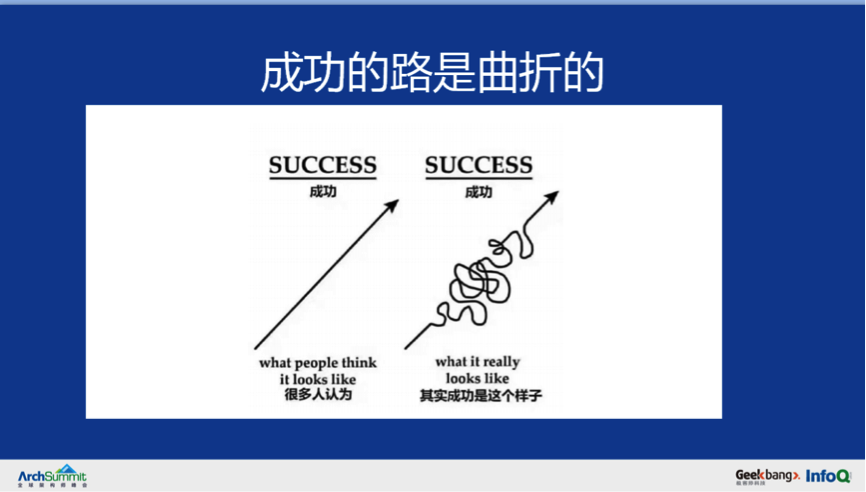 成功的路是曲折的
SUCCESS
成功
what people think
it looks like
很多人认为
SUCCESS
成功
what it really
looks like
其实成功是这个样子
ArchSummit
全球架构师峰会
Geekbang>.
极客邦科技
InfoQ